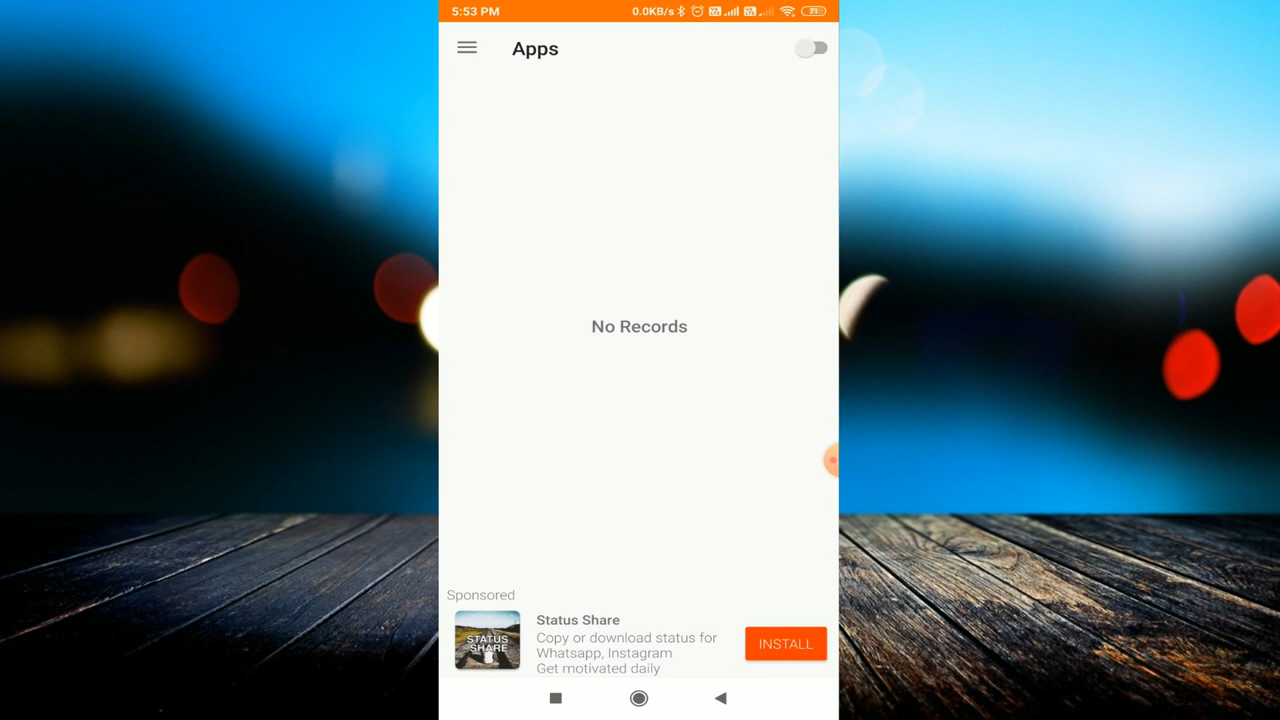 5:53 PM 0.0KB/s 71
Apps
No Records
Sponsored
STATUS
SHARE
Status Share
Copy or download status for
Whatsapp, Instagram
Get motivated daily
INSTALL